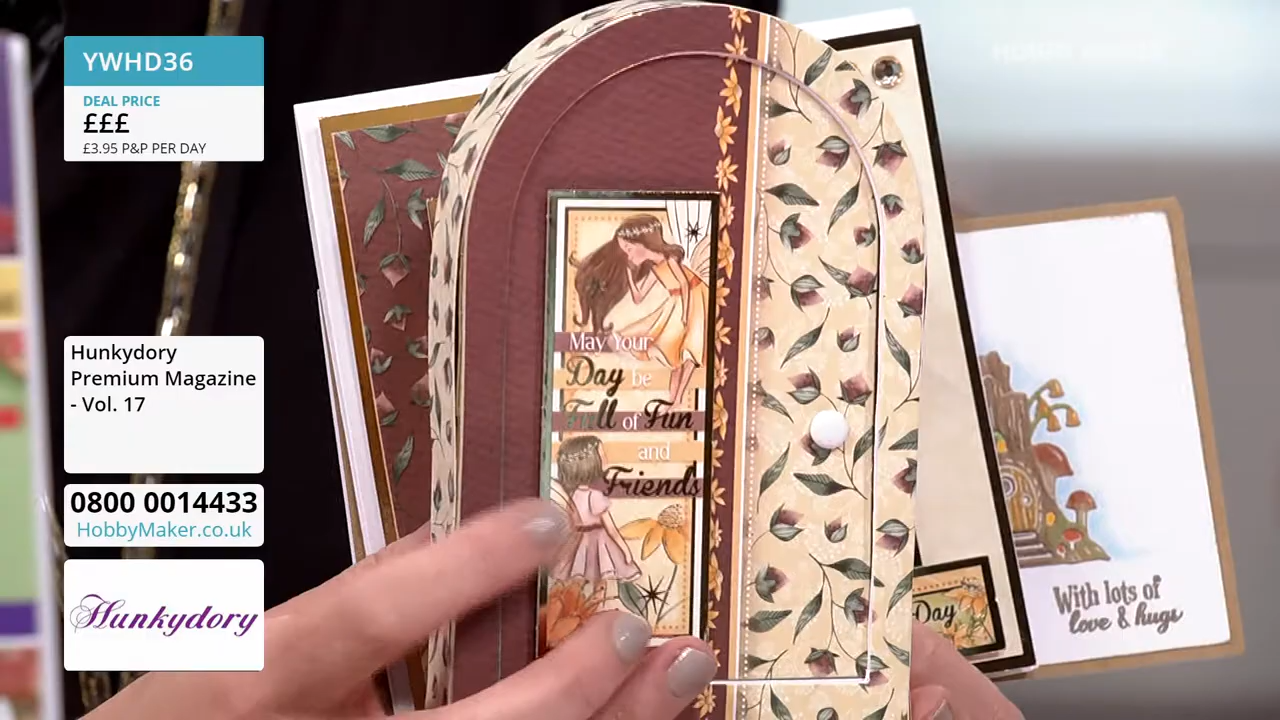 YWHD36
DEAL PRICE
£££
£3.95 P&P PER DAY
Hunkydory
Premium Magazine
- Vol. 17
0800 0014433
HobbyMaker.co.uk
Hunkydory
May Your
Day be
Full of Fun
and
Friends
Day
With lots of
love & hugs